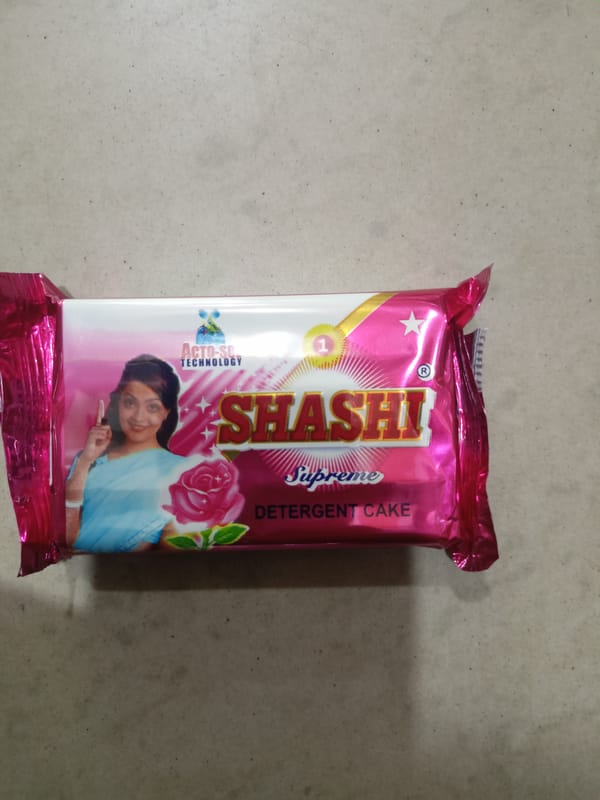 TECHNOLOGY
1
SHASHI
®
Supreme
DETERGENT CAKE